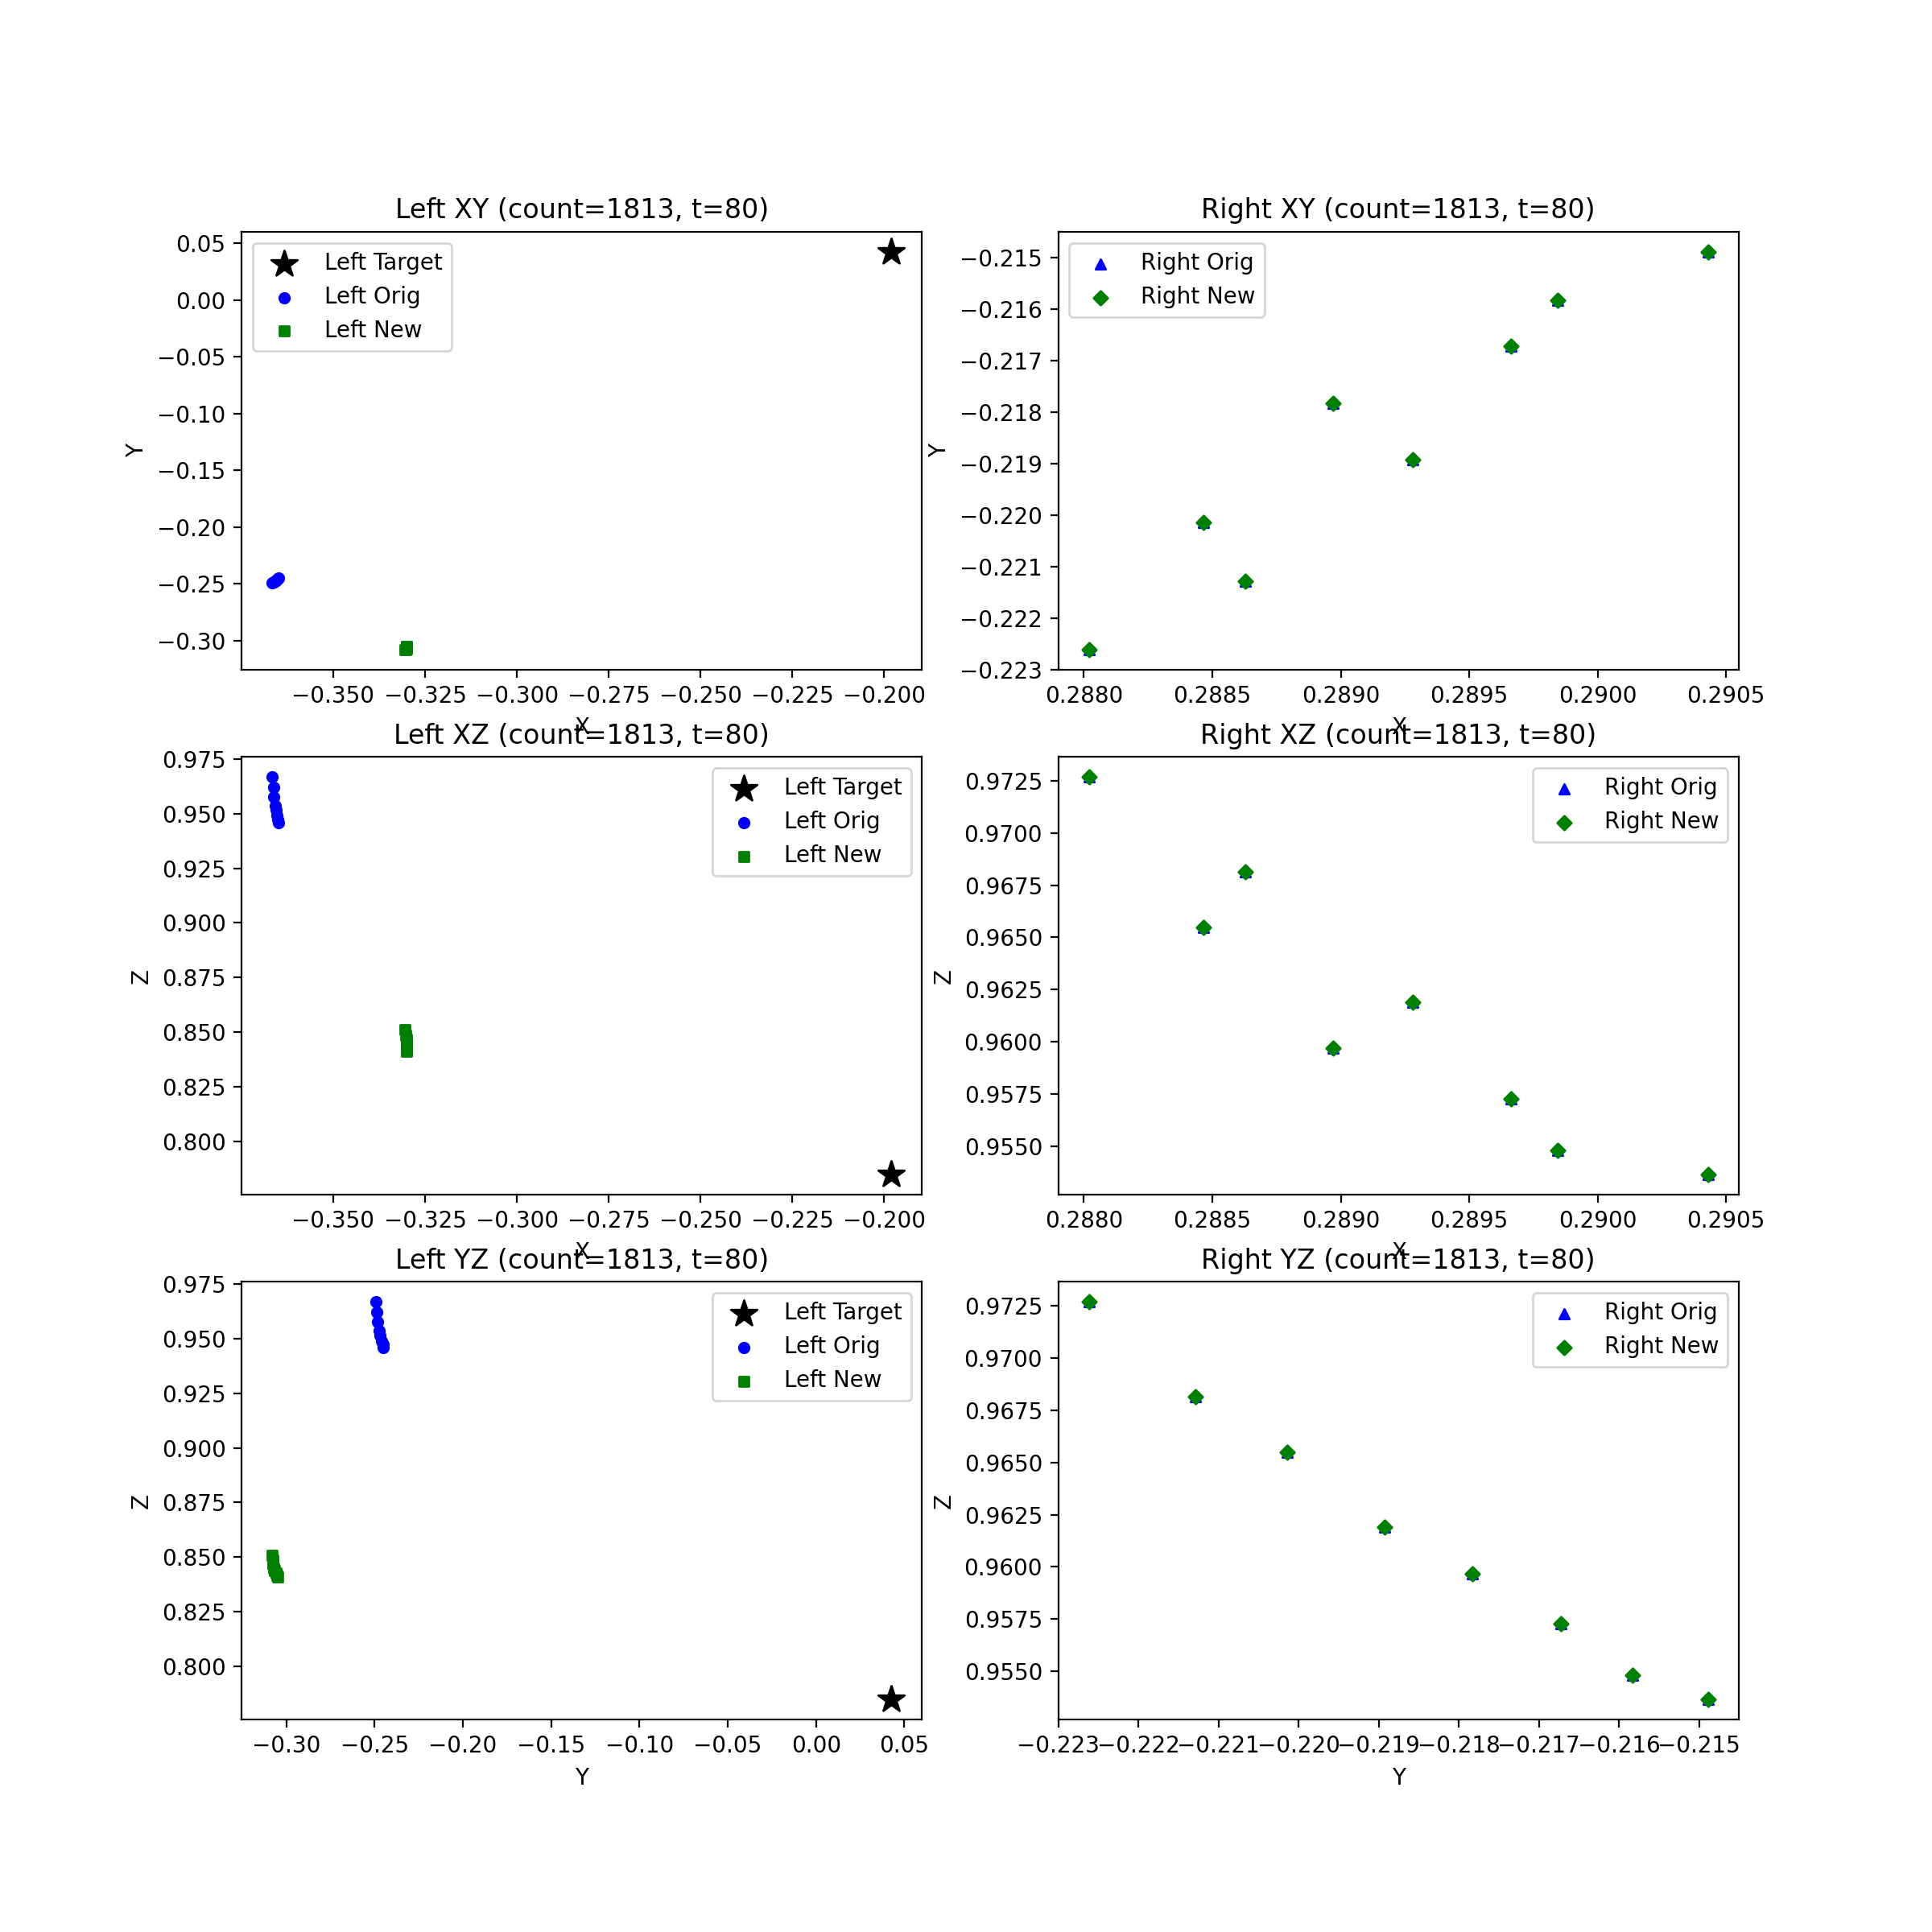 Left XY (count=1813, t=80)
Left Target
Left Orig
Left New
0.05
0.00
−0.05
−0.10
−0.15
−0.20
−0.25
−0.30
Y
−0.350 −0.325 −0.300 −0.275 −0.250 −0.225 −0.200
X
Right XY (count=1813, t=80)
Right Orig
Right New
−0.215
−0.216
−0.217
−0.218
−0.219
−0.220
−0.221
−0.222
−0.223
Y
0.2880 0.2885 0.2890 0.2895 0.2900 0.2905
X
Left XZ (count=1813, t=80)
Left Target
Left Orig
Left New
0.975
0.950
0.925
0.900
0.875
0.850
0.825
0.800
Z
−0.350 −0.325 −0.300 −0.275 −0.250 −0.225 −0.200
X
Right XZ (count=1813, t=80)
Right Orig
Right New
0.9725
0.9700
0.9675
0.9650
0.9625
0.9600
0.9575
0.9550
Z
0.2880 0.2885 0.2890 0.2895 0.2900 0.2905
X
Left YZ (count=1813, t=80)
Left Target
Left Orig
Left New
0.975
0.950
0.925
0.900
0.875
0.850
0.825
0.800
Z
−0.30 −0.25 −0.20 −0.15 −0.10 −0.05 0.00 0.05
Y
Right YZ (count=1813, t=80)
Right Orig
Right New
0.9725
0.9700
0.9675
0.9650
0.9625
0.9600
0.9575
0.9550
Z
−0.223 −0.222 −0.221 −0.220 −0.219 −0.218 −0.217 −0.216 −0.215
Y